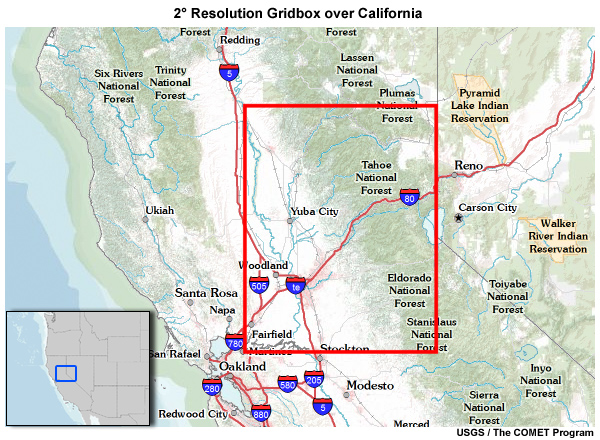 2° Resolution Gridbox over California
Forest
Redding
Forest
5
Lassen
National
Forest
Six Rivers
National
Forest
Trinity
National
Forest
Plumas
National
Forest
Pyramid
Lake Indian
Reservation
Tahoe
National
Forest
Reno
80
Ukiah
Yuba City
Carson City
Walker
River Indian
Reservation
Woodland
505
te
Eldorado
National
Forest
Toiyabe
National
Forest
Santa Rosa
Napa
Fairfield
Stanislaus
National
Forest
780
Martinez
San Rafael
Stockton
Oakland
280
580
205
Modesto
5
Inyo
National
Forest
Sierra
National
Forest
Redwood City
880
Merced
USGS / The COMET Program